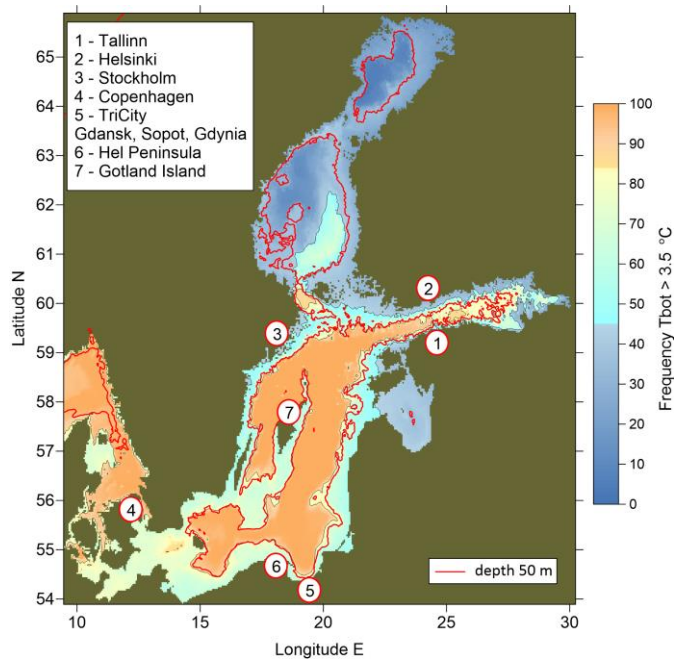 1 - Tallinn
2 - Helsinki
3 - Stockholm
4 - Copenhagen
5 - TriCity
Gdansk, Sopot, Gdynia
6 - Hel Peninsula
7 - Gotland Island
65
64
63
62
61
60
59
58
57
56
55
54
Latitude N
10
15
20
25
30
Longitude E
2
1
3
7
4
6
5
depth 50 m
100
90
80
70
60
50
40
30
20
10
0
Frequency Tbot > 3.5 °C